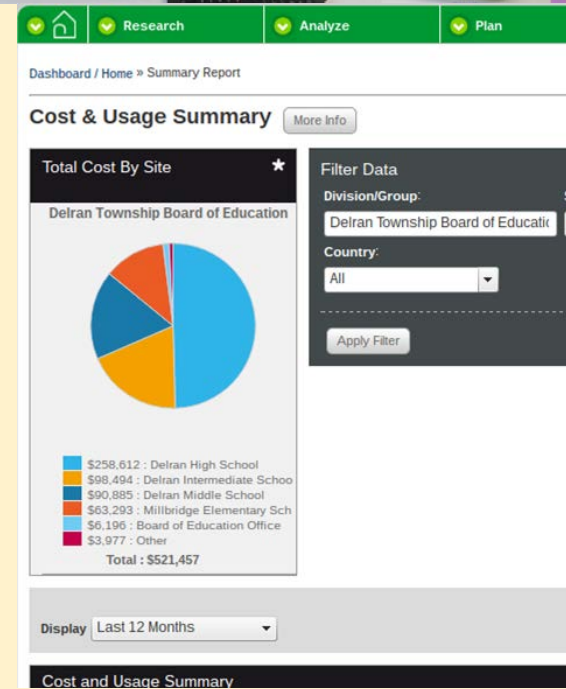 Research
Analyze
Plan
Dashboard / Home » Summary Report
Cost & Usage Summary
More Info
Total Cost By Site
Delran Township Board of Education
$258,612 : Delran High School
$98,494 : Delran Intermediate Schoo
$90,885 : Delran Middle School
$63,293 : Millbridge Elementary Sch
$6,196 : Board of Education Office
$3,977 : Other
Total : $521,457
Filter Data
Division/Group:
Delran Township Board of Educatic
Country:
All
Apply Filter
Display
Last 12 Months
Cost and Usage Summary